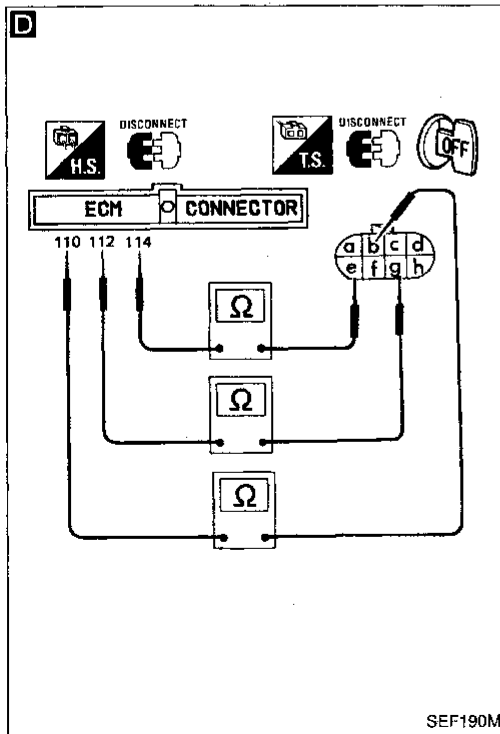 D
DISCONNECT
H.S.
DISCONNECT
T.S.
OFF
ECM CONNECTOR
110 112 114
a b c d
e f g h
Ω
Ω
Ω
SEF190M